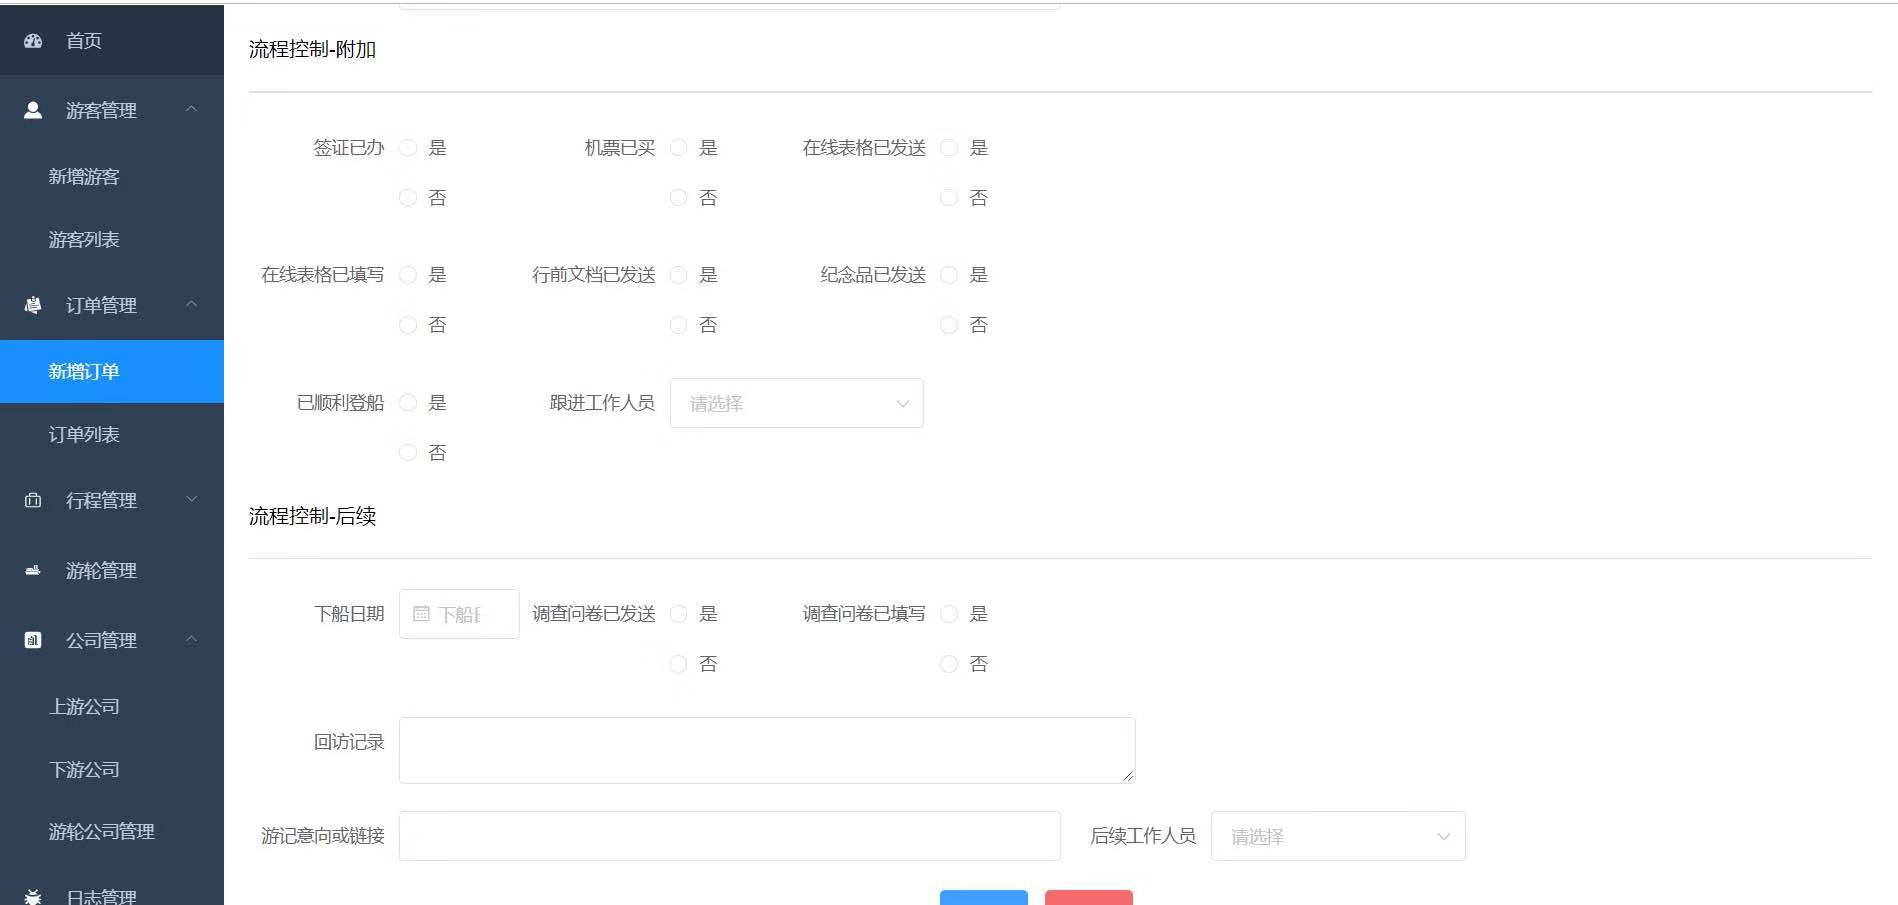 首页
游客管理
新增游客
游客列表
订单管理
新增订单
订单列表
行程管理
游轮管理
公司管理
上游公司
下游公司
游轮公司管理
日志管理
流程控制-附加
签证已办 是 机票已买 是 在线表格已发送 是
否 否 否
在线表格已填写 是 行前文档已发送 是 纪念品已发送 是
否 否 否
已顺利登船 是 跟进工作人员 请选择
否
流程控制-后续
下船日期 下船 调查问卷已发送 是 调查问卷已填写 是
否 否
回访记录
游记意向或链接 后续工作人员 请选择